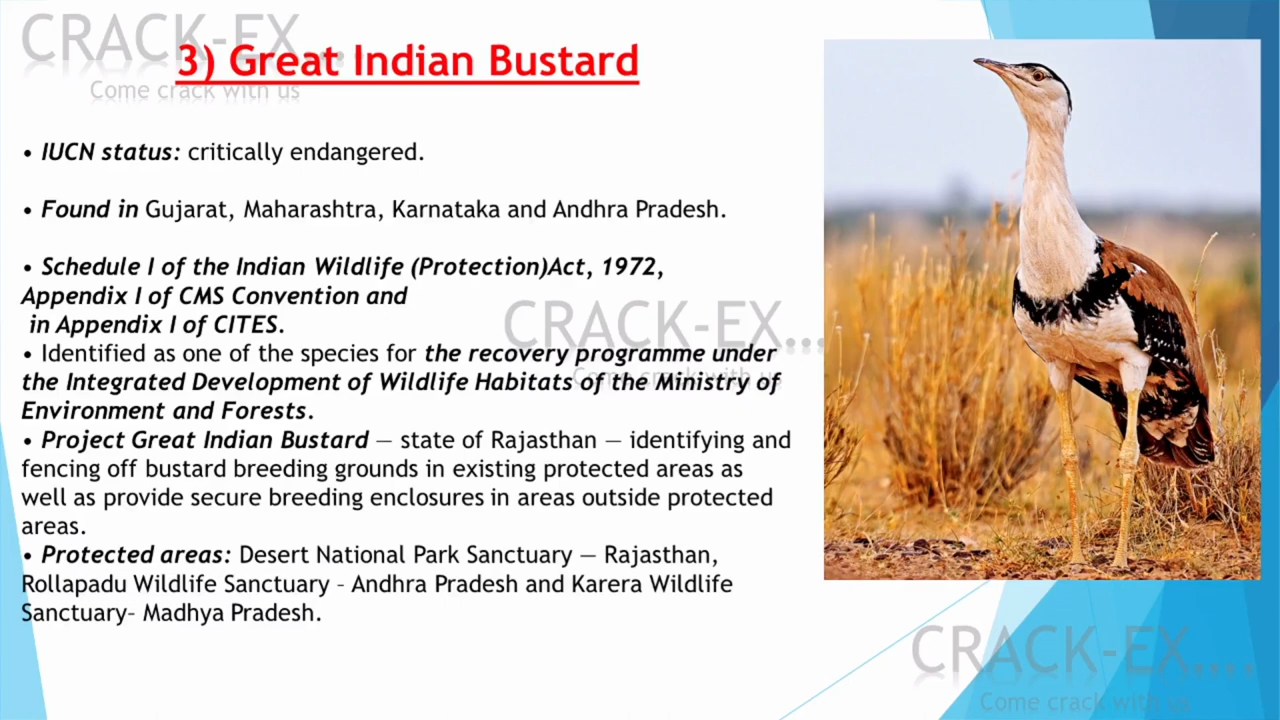 CRACK-EX...
Come crack with us
3) Great Indian Bustard
• IUCN status: critically endangered.
• Found in Gujarat, Maharashtra, Karnataka and Andhra Pradesh.
• Schedule I of the Indian Wildlife (Protection)Act, 1972,
Appendix I of CMS Convention and
in Appendix I of CITES.
CRACK-EX...
Come crack with us
• Identified as one of the species for the recovery programme under
the Integrated Development of Wildlife Habitats of the Ministry of
Environment and Forests.
• Project Great Indian Bustard — state of Rajasthan — identifying and
fencing off bustard breeding grounds in existing protected areas as
well as provide secure breeding enclosures in areas outside protected
areas.
• Protected areas: Desert National Park Sanctuary — Rajasthan,
Rollapadu Wildlife Sanctuary – Andhra Pradesh and Karera Wildlife
Sanctuary– Madhya Pradesh.
CRACK-EX....
Come crack with us